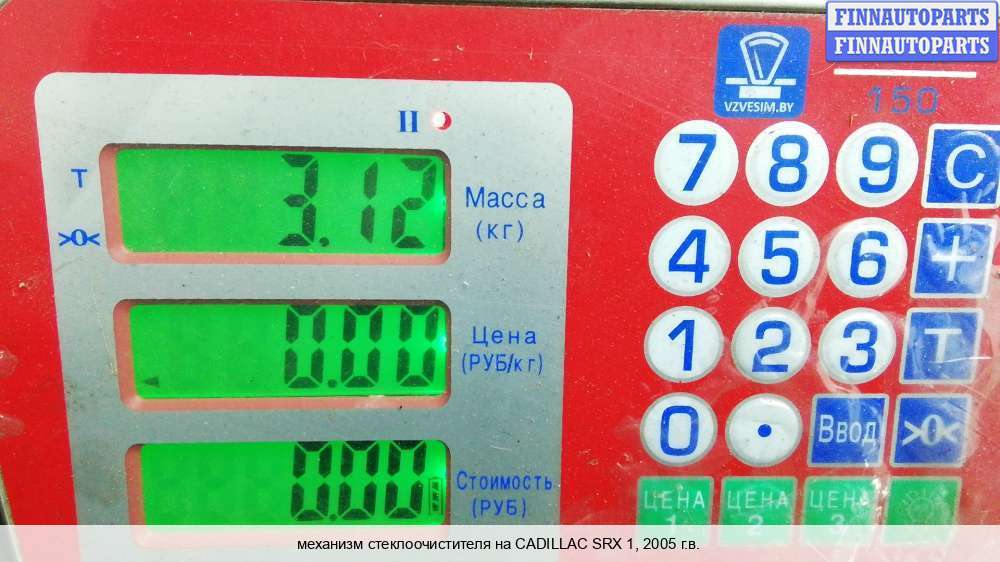 FINNAUTOPARTS
FINNAUTOPARTS
VZVESIM.BY
150
П
T
>0<
3.12
Масса
(кг)
7 8 9 C
4 5 6 +
0.00
Цена
(РУБ/кг.)
1 2 3 T
0 . Ввод >0<
0.00
Стоимость
(РУБ)
ЦЕНА 1
ЦЕНА 2
ЦЕНА 3
механизм стеклоочистителя на CADILLAC SRX 1, 2005 г.в.